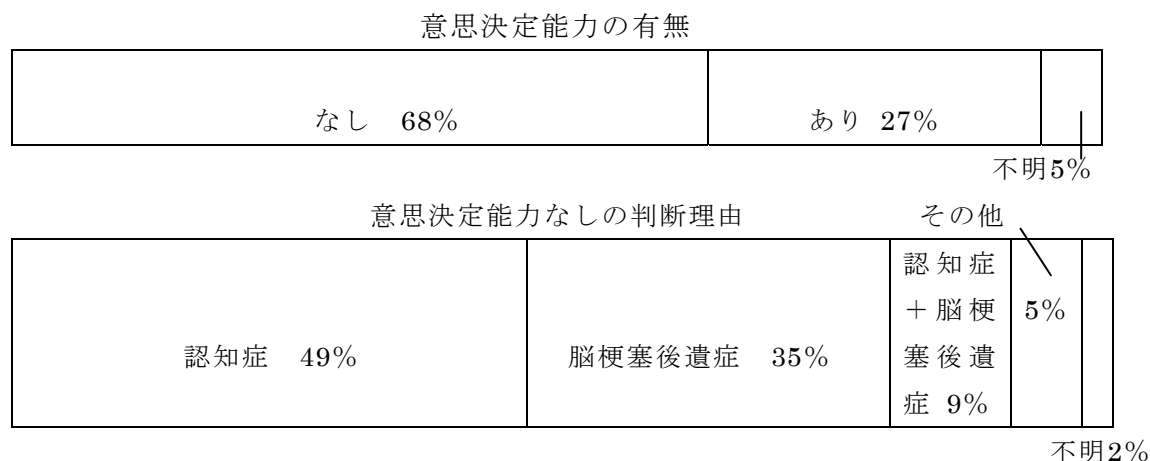 意思決定能力の有無
なし 68%
あり 27%
不明5%
意思決定能力なしの判断理由
その他
認知症 49%
脳梗塞後遺症 35%
認知症
＋脳梗
塞後遺
症 9%
5%
不明2%